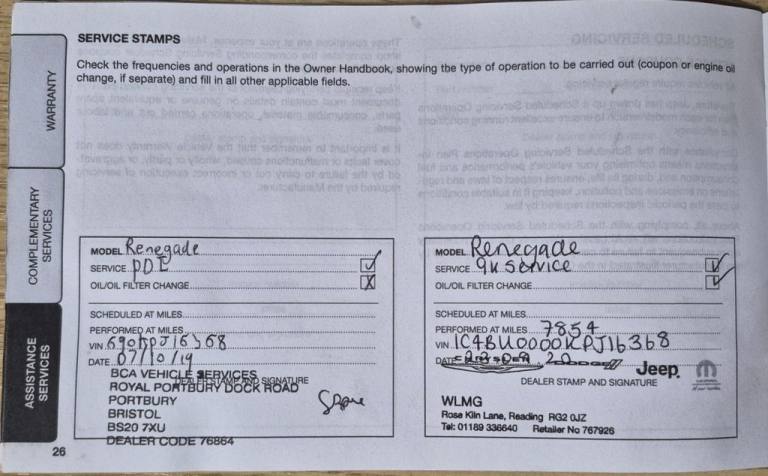 SERVICE STAMPS
Check the frequencies and operations in the Owner Handbook, showing the type of operation to be carried out (coupon or engine oil
change, if separate) and fill in all other applicable fields.
WARRANTY
COMPLEMENTARY
SERVICES
ASSISTANCE
SERVICES
MODEL Renegade
SERVICE PDI
OIL/OIL FILTER CHANGE
SCHEDULED AT MILES
PERFORMED AT MILES
VIN
DATE 07/10/19
BCA VEHICLE SERVICES
DEALER STAMP AND SIGNATURE
ROYAL PORTBURY DOCK ROAD
PORTBURY
BRISTOL
BS20 7XU
DEALER CODE 76864
MODEL Renegade
SERVICE 9k Service
OIL/OIL FILTER CHANGE
SCHEDULED AT MILES
PERFORMED AT MILES 7854
VIN 1C4BU0000KPJ16368
DATE
Jeep
DEALER STAMP AND SIGNATURE
WLMG
Rose Kiln Lane, Reading RG2 0JZ
Tel: 01189 336640 Retailer No 767926
26